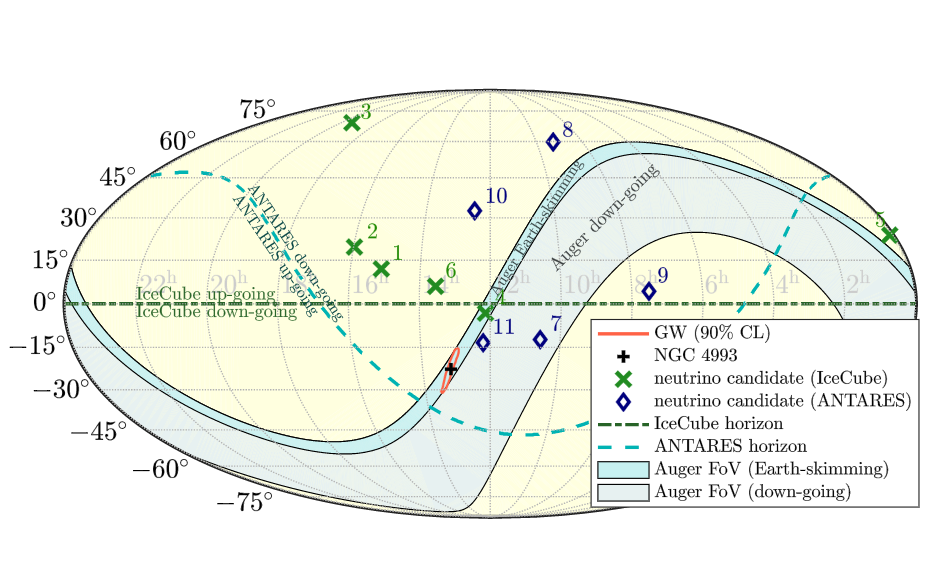 75°
3
60°
8
45°
10
30°
2
5
1
15°
6
9
22h
20h
16h
12h
10h
8h
6h
4h
2h
ANTARES down-going
ANTARES up-going
Auger Earth-skimming
Auger down-going
IceCube up-going
0°
IceCube down-going
11
7
−15°
−30°
−45°
−60°
−75°
GW (90% CL)
NGC 4993
neutrino candidate (IceCube)
neutrino candidate (ANTARES)
IceCube horizon
ANTARES horizon
Auger FoV (Earth-skimming)
Auger FoV (down-going)